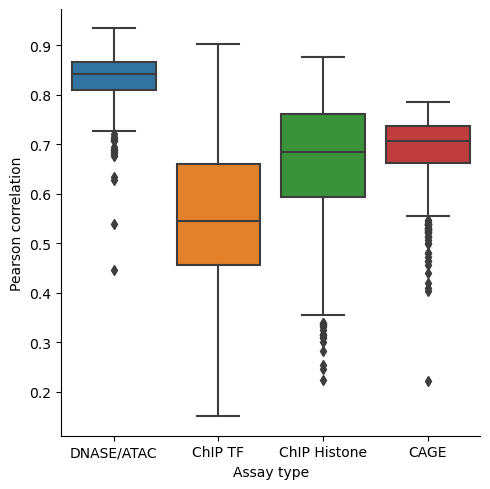 Pearson correlation
0.9
0.8
0.7
0.6
0.5
0.4
0.3
0.2
DNASE/ATAC ChIP TF ChIP Histone CAGE
Assay type